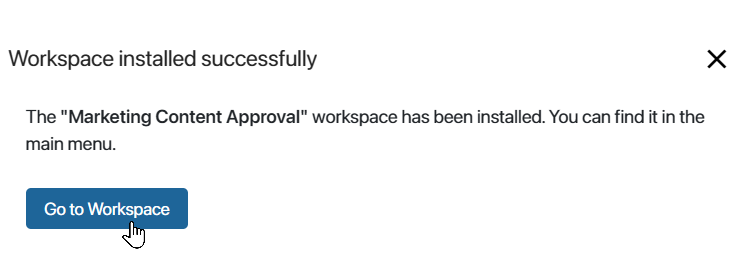 Workspace installed successfully
The "Marketing Content Approval" workspace has been installed. You can find it in the
main menu.
Go to Workspace